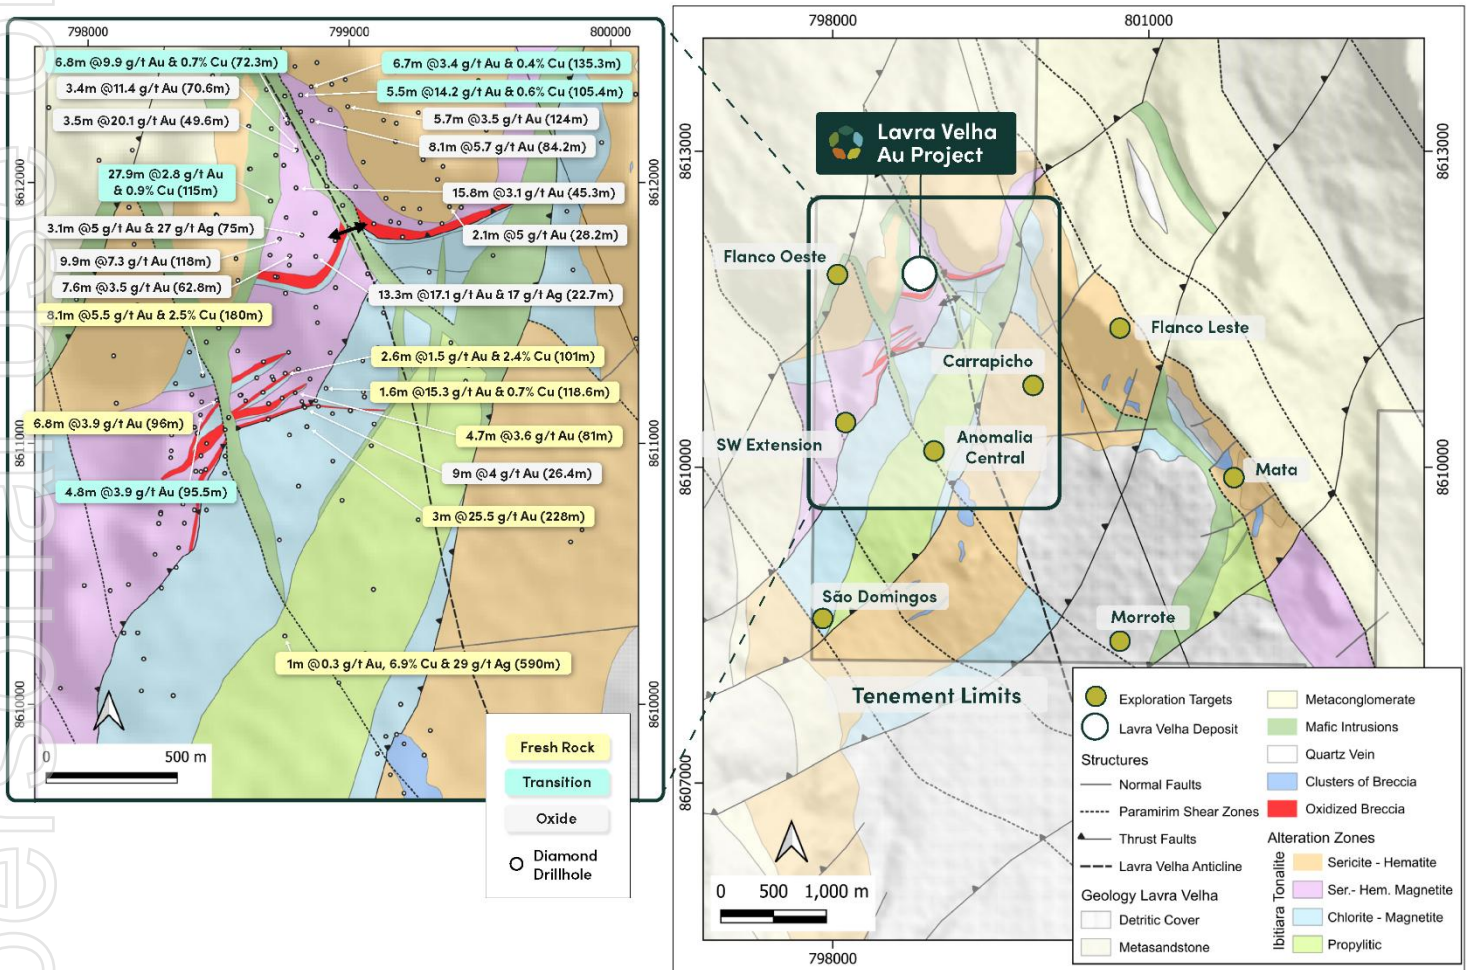 For personal use only
798000
799000
800000
8612000
8611000
8610000
8612000
8611000
8610000
6.8m @9.9 g/t Au & 0.7% Cu (72.3m)
3.4m @11.4 g/t Au (70.6m)
3.5m @20.1 g/t Au (49.6m)
27.9m @2.8 g/t Au
& 0.9% Cu (115m)
3.1m @5 g/t Au & 27 g/t Ag (75m)
9.9m @7.3 g/t Au (118m)
7.6m @3.5 g/t Au (62.8m)
8.1m @5.5 g/t Au & 2.5% Cu (180m)
6.8m @3.9 g/t Au (96m)
4.8m @3.9 g/t Au (95.5m)
6.7m @3.4 g/t Au & 0.4% Cu (135.3m)
5.5m @14.2 g/t Au & 0.6% Cu (105.4m)
5.7m @3.5 g/t Au (124m)
8.1m @5.7 g/t Au (84.2m)
15.8m @3.1 g/t Au (45.3m)
2.1m @5 g/t Au (28.2m)
13.3m @17.1 g/t Au & 17 g/t Ag (22.7m)
2.6m @1.5 g/t Au & 2.4% Cu (101m)
1.6m @15.3 g/t Au & 0.7% Cu (118.6m)
4.7m @3.6 g/t Au (81m)
9m @4 g/t Au (26.4m)
3m @25.5 g/t Au (228m)
1m @0.3 g/t Au, 6.9% Cu & 29 g/t Ag (590m)
0
500 m
Fresh Rock
Transition
Oxide
Diamond
Drillhole
798000
801000
8613000
8610000
8607000
8613000
8610000
Lavra Velha
Au Project
Flanco Oeste
Flanco Leste
Carrapicho
SW Extension
Anomalia
Central
Mata
São Domingos
Morrote
Tenement Limits
0 500 1,000 m
798000
Exploration Targets
Lavra Velha Deposit
Structures
Normal Faults
Paramirim Shear Zones
Thrust Faults
Lavra Velha Anticline
Geology Lavra Velha
Detritic Cover
Metasandstone
Metaconglomerate
Mafic Intrusions
Quartz Vein
Clusters of Breccia
Oxidized Breccia
Alteration Zones
Ibitiara Tonalite
Sericite - Hematite
Ser.- Hem. Magnetite
Chlorite - Magnetite
Propylitic